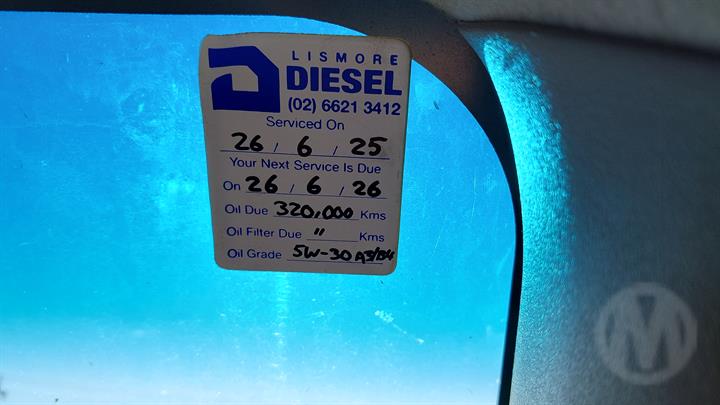 LISMORE
DIESEL
(02) 6621 3412
Serviced On
26 / 6 / 25
Your Next Service Is Due
On 26 / 6 / 26
Oil Due 320,000 Kms
Oil Filter Due " Kms
Oil Grade 5W-30 A3/B4
M